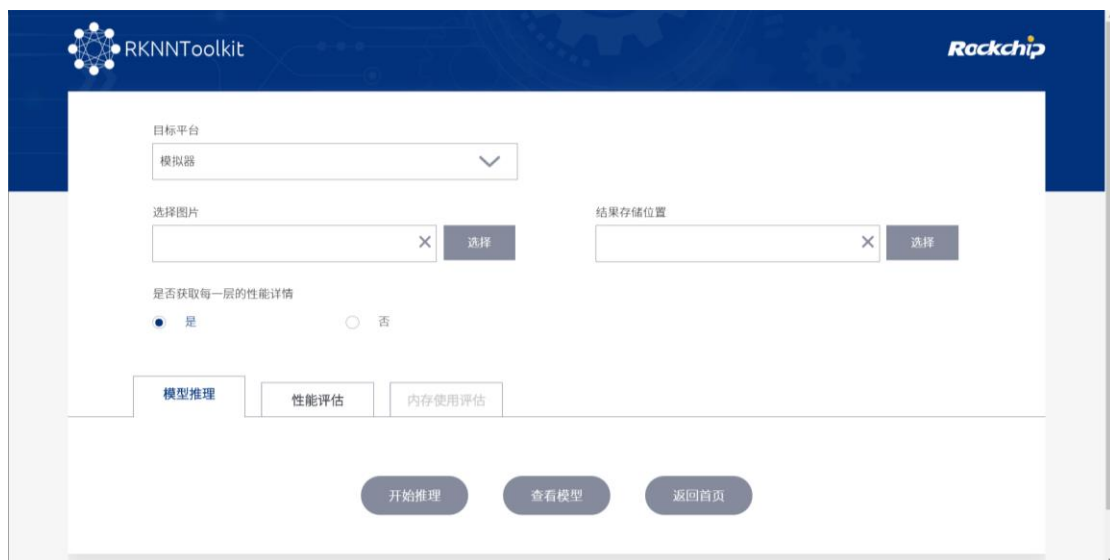 RKNNToolkit
Rockchip
目标平台
模拟器
选择图片
结果存储位置
选择
选择
是否获取每一层的性能详情
是 否
模型推理 性能评估 内存使用评估
开始推理 查看模型 返回首页